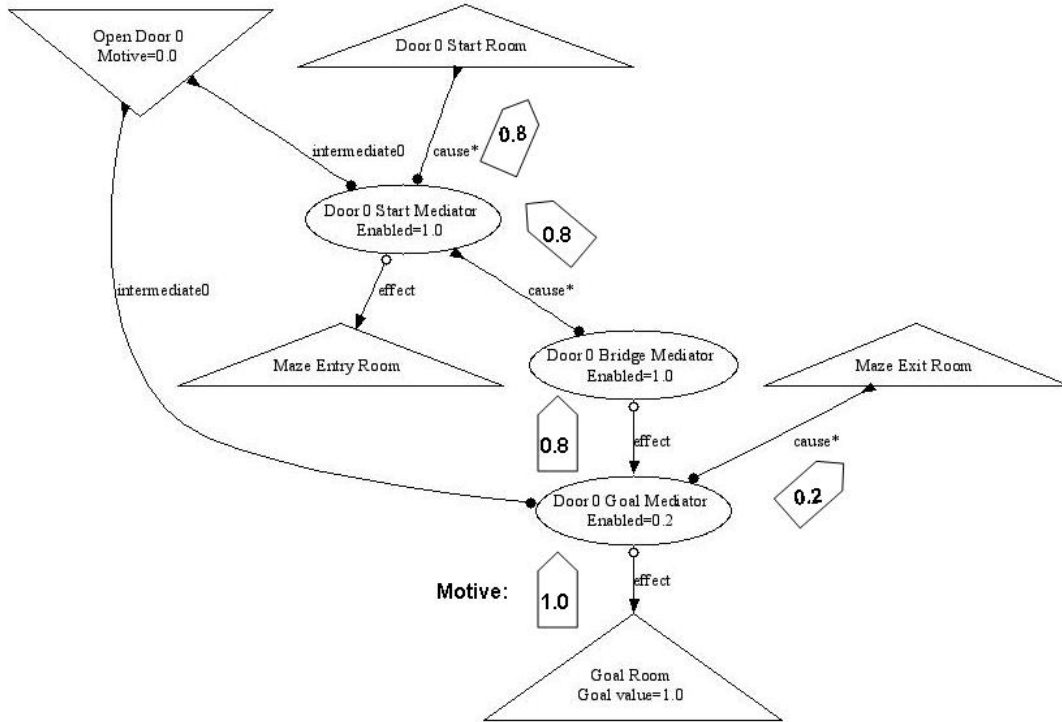 Open Door 0
Motive=0.0
Door 0 Start Room
0.8
intermediate0
cause*
Door 0 Start Mediator
Enabled=1.0
0.8
intermediate0
effect
cause*
Maze Entry Room
Door 0 Bridge Mediator
Enabled=1.0
Maze Exit Room
0.8
effect
cause*
0.2
Door 0 Goal Mediator
Enabled=0.2
Motive:
1.0
effect
Goal Room
Goal value=1.0